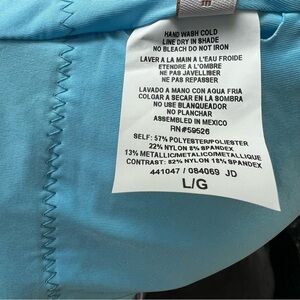 HAND WASH COLD
LINE DRY IN SHADE
NO BLEACH DO NOT IRON
LAVER A LA MAIN A L'EAU FROIDE
ETENDRE A L'OMBRE
NE PAS JAVELLIBER
NE PAS REPASSER
LAVADO A MANO CON AGUA FRIA
COLGAR A SECAR EN LA SOMBRA
NO USE BLANQUEADOR
NO PLANCHAR
ASSEMBLED IN MEXICO
RN#59526
SELF: 57% POLYESTER/POLIESTER
22% NYLON 8% SPANDEX
13% METALLIC/METALICO/METALLIQUE
CONTRAST: 82% NYLON 18% SPANDEX
441047 / 084069 JD
L/G